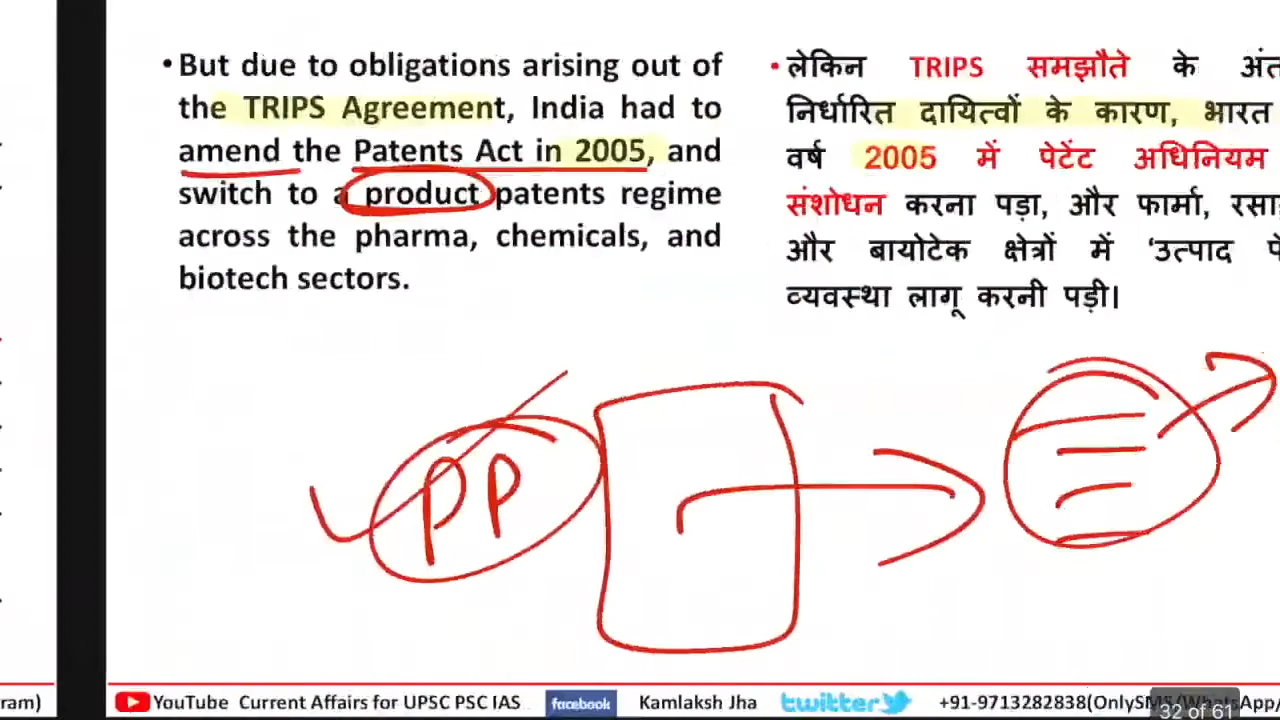 • But due to obligations arising out of
the TRIPS Agreement, India had to
amend the Patents Act in 2005, and
switch to a product patents regime
across the pharma, chemicals, and
biotech sectors.
• लेकिन TRIPS समझौते के
निर्धारित दायित्वों के कारण, भारत
वर्ष 2005 में पेटेंट अधिनियम
संशोधन करना पड़ा, और फार्मा,
और बायोटेक क्षेत्रों में ‘उत्पाद
व्यवस्था लागू करनी पड़ी।
PP
ram)
YouTube Current Affairs for UPSC PSC IAS
facebook
Kamlaksh Jha
twitter
+91-9713282838(Only
32 of 61